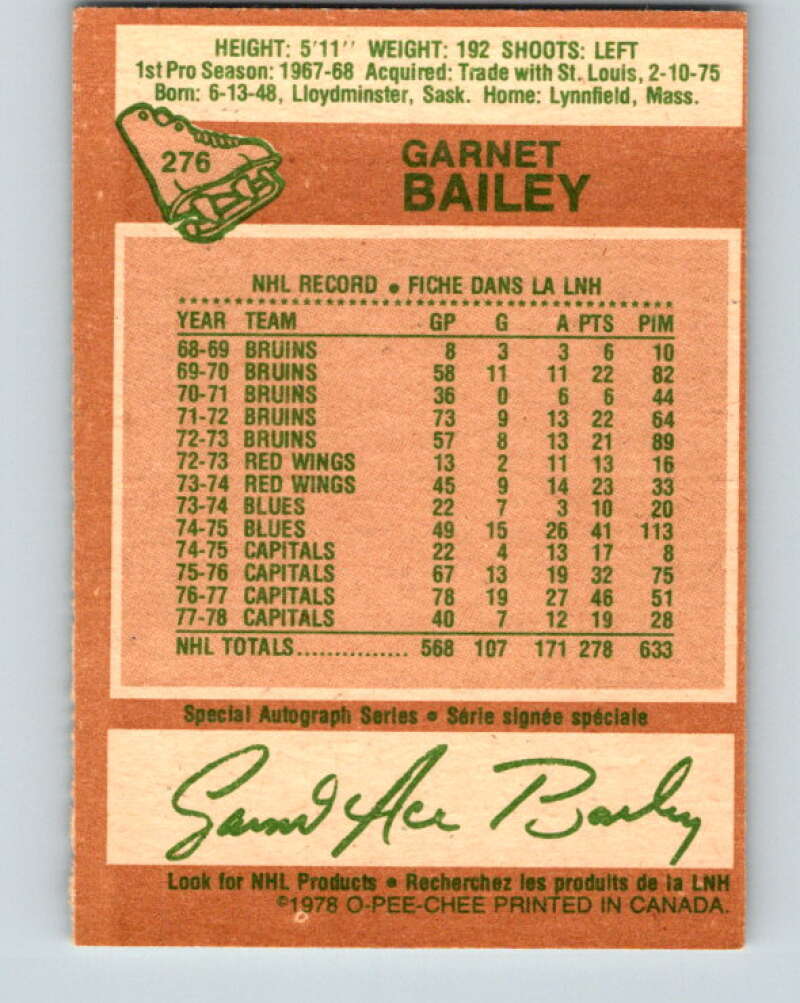 HEIGHT: 5'11'' WEIGHT: 192 SHOOTS: LEFT
1st Pro Season: 1967-68 Acquired: Trade with St. Louis, 2-10-75
Born: 6-13-48, Lloydminster, Sask. Home: Lynnfield, Mass.
276
GARNET
BAILEY
NHL RECORD • FICHE DANS LA LNH
YEAR TEAM GP G A PTS PIM
68-69 BRUINS 8 3 3 6 10
69-70 BRUINS 58 11 11 22 82
70-71 BRUINS 36 0 6 6 44
71-72 BRUINS 73 9 13 22 64
72-73 BRUINS 57 8 13 21 89
72-73 RED WINGS 13 2 11 13 16
73-74 RED WINGS 45 9 14 23 33
73-74 BLUES 22 7 3 10 20
74-75 BLUES 49 15 26 41 113
74-75 CAPITALS 22 4 13 17 8
75-76 CAPITALS 67 13 19 32 75
76-77 CAPITALS 78 19 27 46 51
77-78 CAPITALS 40 7 12 19 28
NHL TOTALS............... 568 107 171 278 633
Special Autograph Series • Série signée spéciale
Garnet Ace Bailey
Look for NHL Products • Recherchez les produits de la LNH
©1978 O-PEE-CHEE PRINTED IN CANADA.